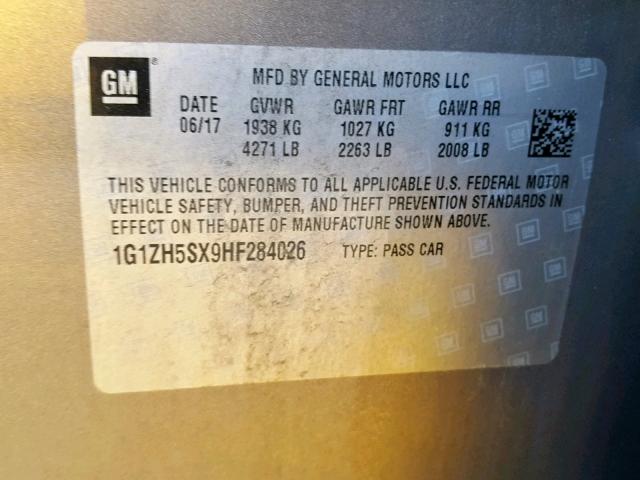 GM ®
MFD BY GENERAL MOTORS LLC
DATE GVWR GAWR FRT GAWR RR
06/17 1938 KG 1027 KG 911 KG
4271 LB 2263 LB 2008 LB
THIS VEHICLE CONFORMS TO ALL APPLICABLE U.S. FEDERAL MOTOR
VEHICLE SAFETY, BUMPER, AND THEFT PREVENTION STANDARDS IN
EFFECT ON THE DATE OF MANUFACTURE SHOWN ABOVE.
1G1ZH5SX9HF284026 TYPE: PASS CAR